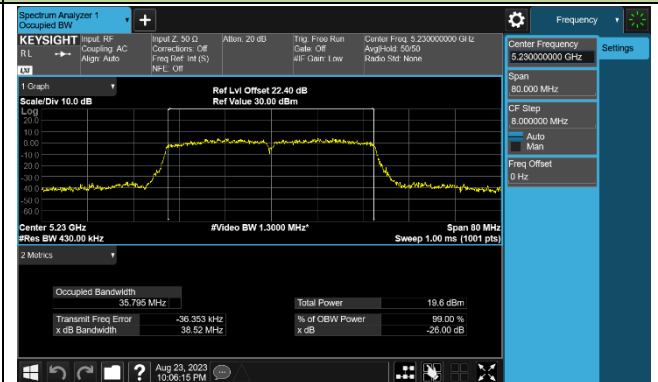 Spectrum Analyzer 1
Occupied BW
+
Frequency
KEYSIGHT
RL
LXI
Input: RF
Coupling: AC
Align: Auto
Input Z: 50 Ω
Corrections: Off
Freq Ref: Int (S)
NFE: Off
Atten: 20 dB
Trig: Free Run
Gate: Off
#IF Gain: Low
Center Freq: 5.230000000 GHz
Avg|Hold: 50/50
Radio Std: None
Center Frequency
5.230000000 GHz
Settings
Span
80.000 MHz
CF Step
8.000000 MHz
Auto
Man
Freq Offset
0 Hz
1 Graph
Scale/Div 10.0 dB
Ref Lvl Offset 22.40 dB
Ref Value 30.00 dBm
Log
20.0
10.0
0.00
-10.0
-20.0
-30.0
-40.0
-50.0
-60.0
Center 5.23 GHz
#Res BW 430.00 kHz
#Video BW 1.3000 MHz*
Span 80 MHz
Sweep 1.00 ms (1001 pts)
2 Metrics
Occupied Bandwidth
35.795 MHz
Total Power 19.6 dBm
Transmit Freq Error -36.353 kHz
% of OBW Power 99.00 %
x dB Bandwidth 38.52 MHz
x dB -26.00 dB
?
Aug 23, 2023
10:06:15 PM